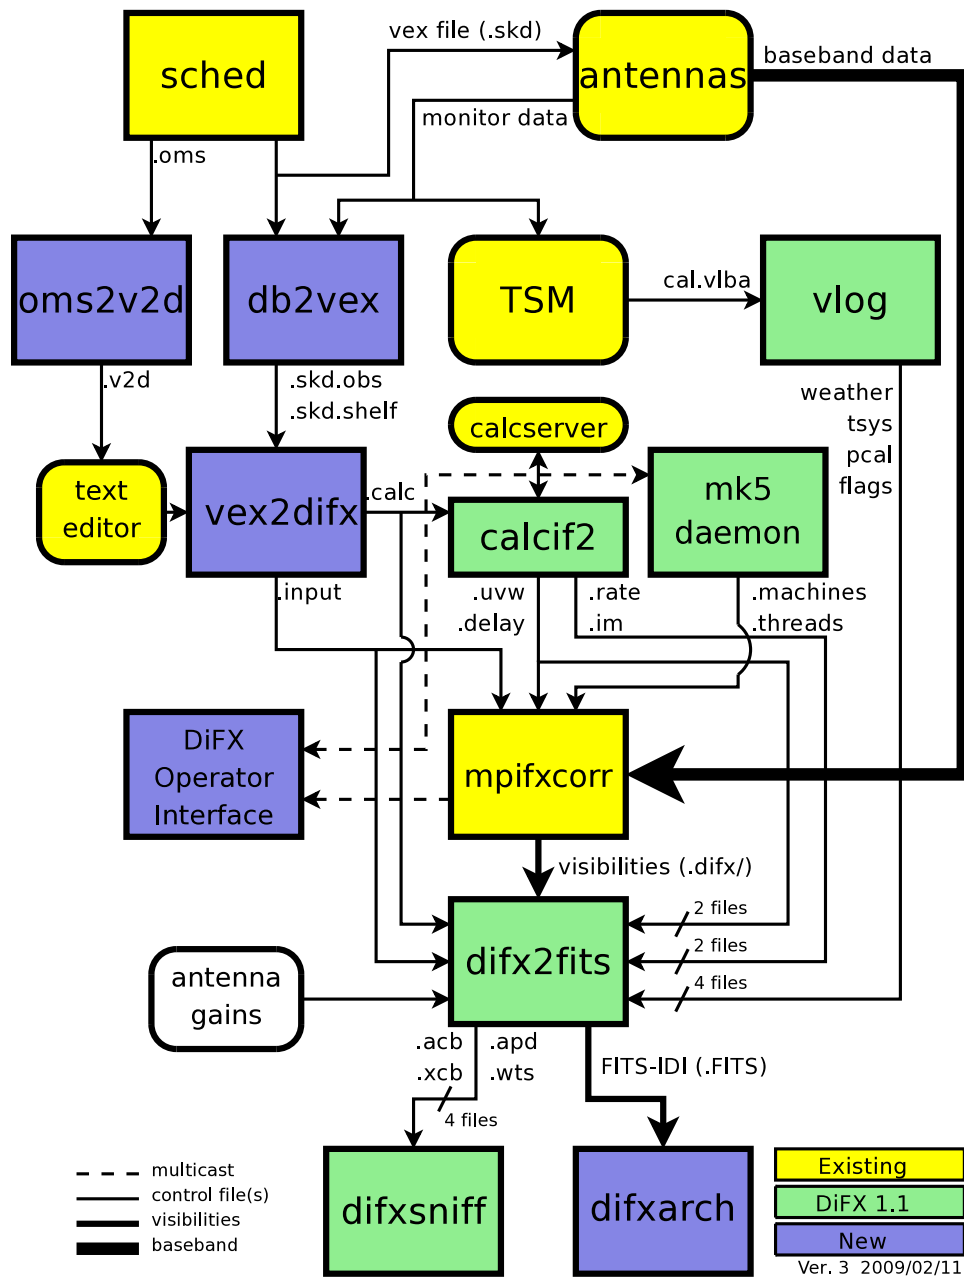 sched
vex file (.skd)
antennas
baseband data
monitor data
.oms
oms2v2d
db2vex
TSM
cal.vlba
vlog
.v2d
.skd.obs
.skd.shelf
weather
tsys
pcal
flags
calcserver
text
editor
vex2difx
.calc
calcif2
mk5
daemon
.input
.uvw
.delay
.rate
.im
.machines
.threads
DiFX
Operator
Interface
mpifxcorr
visibilities (.difx/)
2 files
2 files
4 files
difx2fits
antenna
gains
.acb
.xcb
.apd
.wts
4 files
FITS-IDI (.FITS)
difxsniff
difxarch
multicast
control file(s)
visibilities
baseband
Existing
DiFX 1.1
New
Ver. 3 2009/02/11